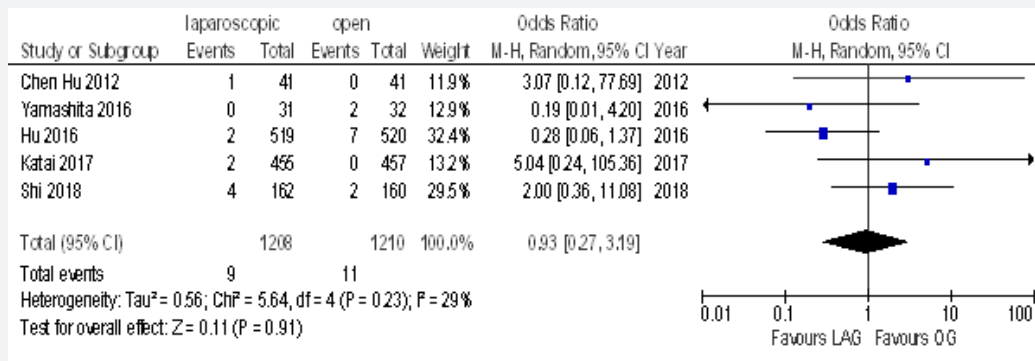 laparoscopic open Odds Ratio Odds Ratio
Study or Subgroup Events Total Events Total Weight M-H, Random, 95% CI Year M-H, Random, 95% CI
Chen Hu 2012 1 41 0 41 11.9% 3.07 [0.12, 77.69] 2012
Yamashita 2016 0 31 2 32 12.9% 0.19 [0.01, 4.20] 2016
Hu 2016 2 519 7 520 32.4% 0.28 [0.06, 1.37] 2016
Katai 2017 2 455 0 457 13.2% 5.04 [0.24, 105.36] 2017
Shi 2018 4 162 2 160 29.5% 2.00 [0.36, 11.08] 2018
Total (95% CI) 1208 1210 100.0% 0.93 [0.27, 3.19]
Total events 9 11
Heterogeneity: Tau² = 0.56; Chi² = 5.64, df = 4 (P = 0.23); I² = 29%
Test for overall effect: Z = 0.11 (P = 0.91)
0.01 0.1 1 10 100
Favours LAG Favours OG